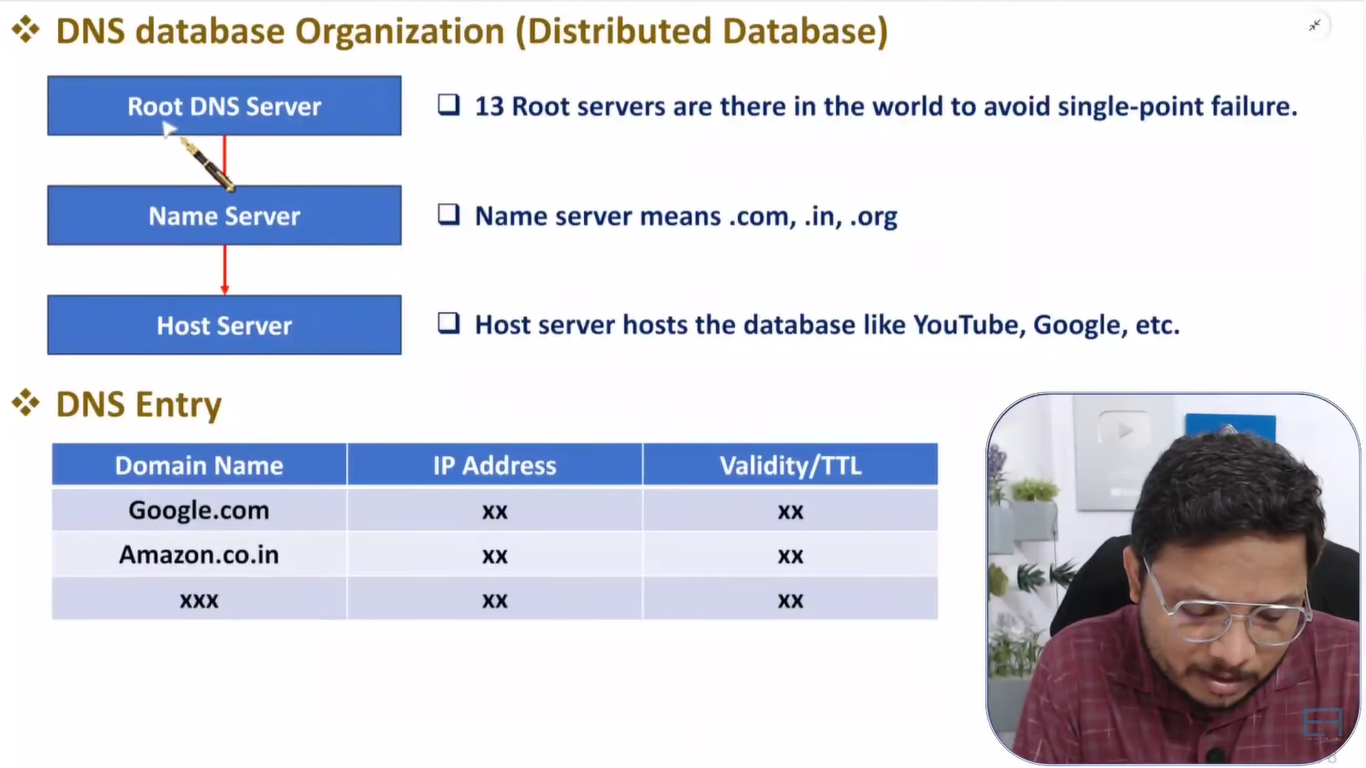 DNS database Organization (Distributed Database)
Root DNS Server
13 Root servers are there in the world to avoid single-point failure.
Name Server
Name server means .com, .in, .org
Host Server
Host server hosts the database like YouTube, Google, etc.
DNS Entry
Domain Name IP Address Validity/TTL
Google.com xx xx
Amazon.co.in xx xx
xxx xx xx